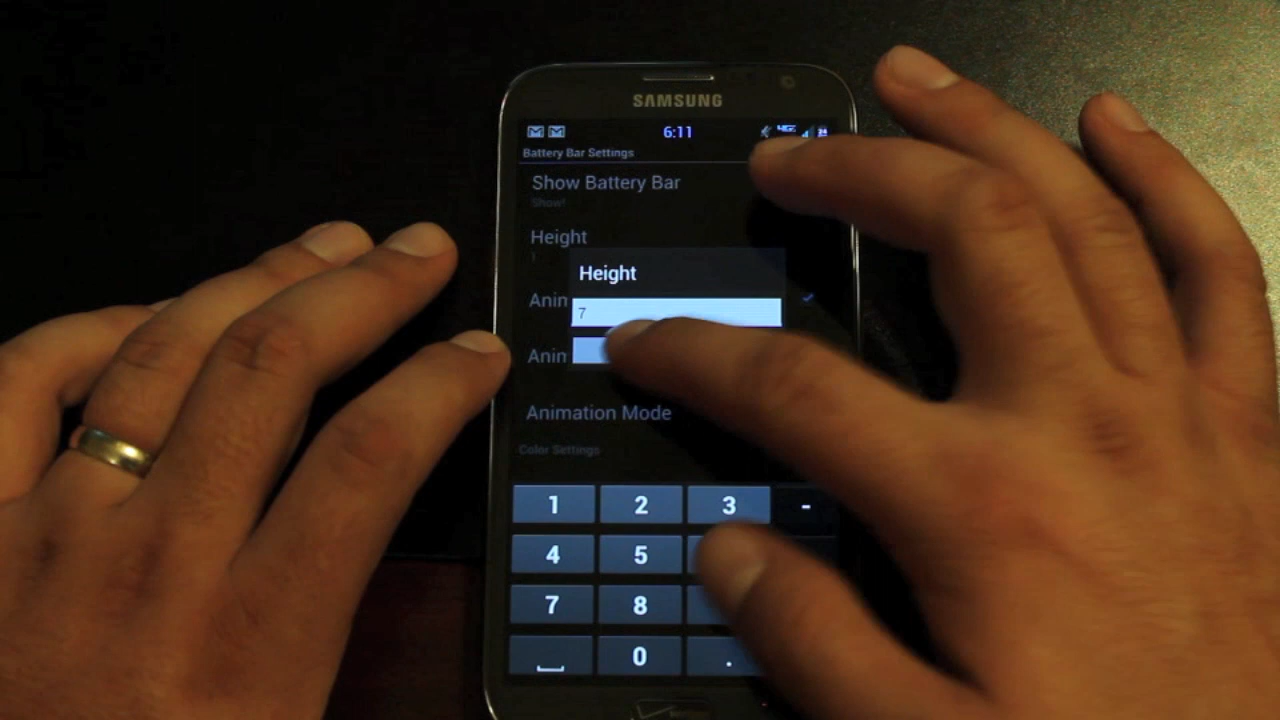 SAMSUNG
6:11
Battery Bar Settings
Show Battery Bar
Show!
Height
Height
Anin
7
Anin
Animation Mode
Color Settings
1 2 3 -
4 5
7 8
0 .